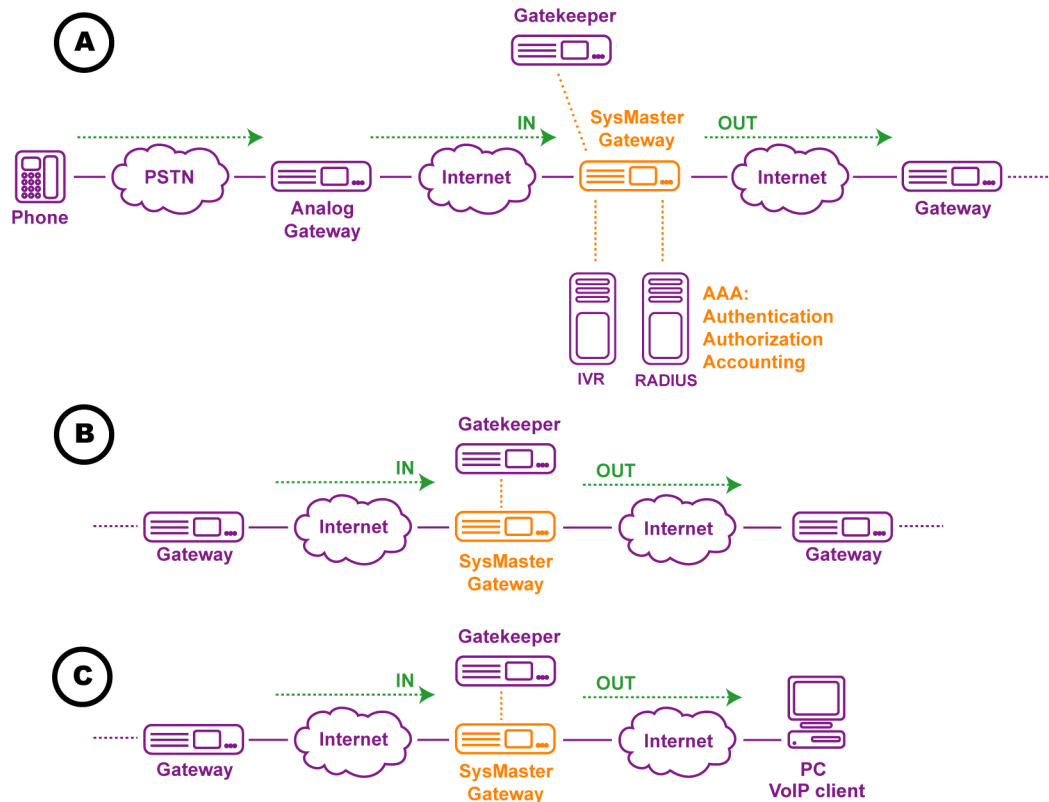 A
Gatekeeper
IN
SysMaster
Gateway
OUT
Phone
PSTN
Analog
Gateway
Internet
Internet
Gateway
IVR
RADIUS
AAA:
Authentication
Authorization
Accounting
B
Gatekeeper
IN
OUT
Gateway
Internet
SysMaster
Gateway
Internet
Gateway
C
Gatekeeper
IN
OUT
Gateway
Internet
SysMaster
Gateway
Internet
PC
VoIP client